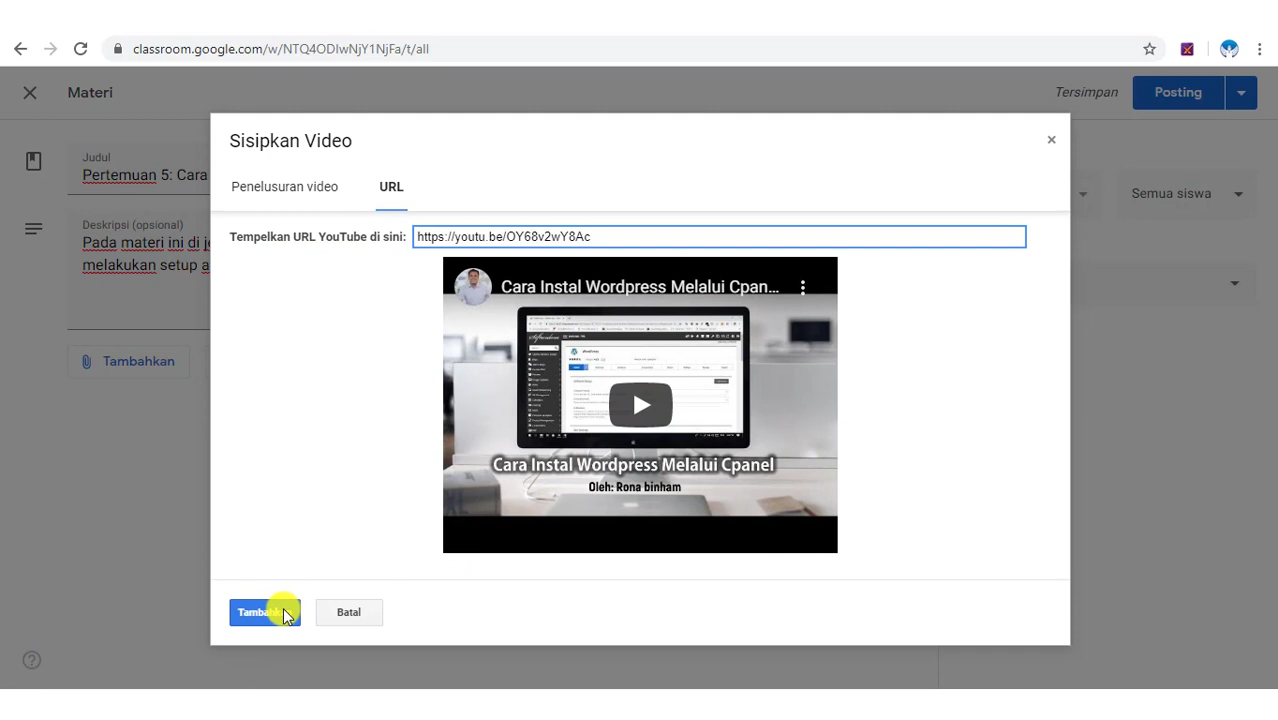 classroom.google.com/w/NTQ4ODIwNjY1NjFa/t/all
Materi
Tersimpan
Posting
Sisipkan Video
Judul
Pertemuan 5: Cara
Penelusuran video
URL
Semua siswa
Deskripsi (opsional)
Pada materi ini di j
melakukan setup a
Tempelkan URL YouTube di sini:
https://youtu.be/OY68v2wY8Ac
Cara Instal Wordpress Melalui Cpan...
Cara Instal Wordpress Melalui Cpanel
Oleh: Rona binham
Tambahkan
Batal